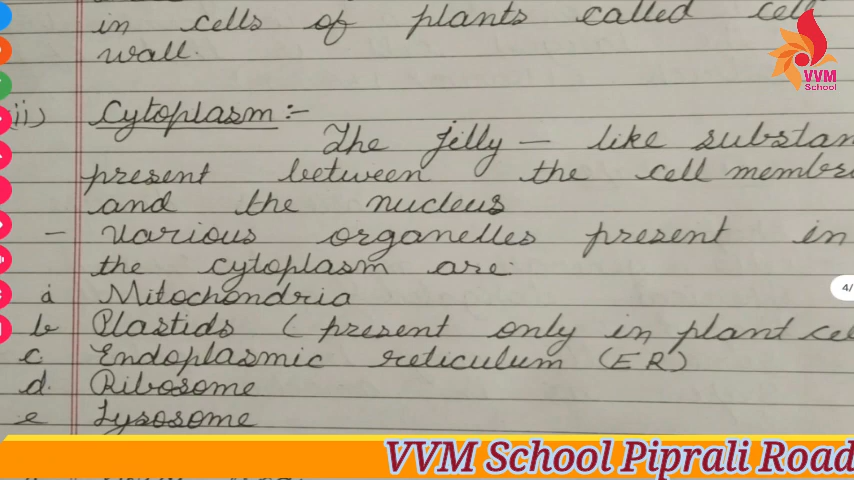 in cells of plants called cell
wall.
ii) Cytoplasm :-
The jelly - like substan
present between the cell membr
and the nucleus
- Various organelles present in
the cytoplasm are:
a Mitochondria
b Plastids ( present only in plant cel
c Endoplasmic reticulum (ER)
d. Ribosome
e Lysosome
VVM
School
4/
VVM School Piprali Road